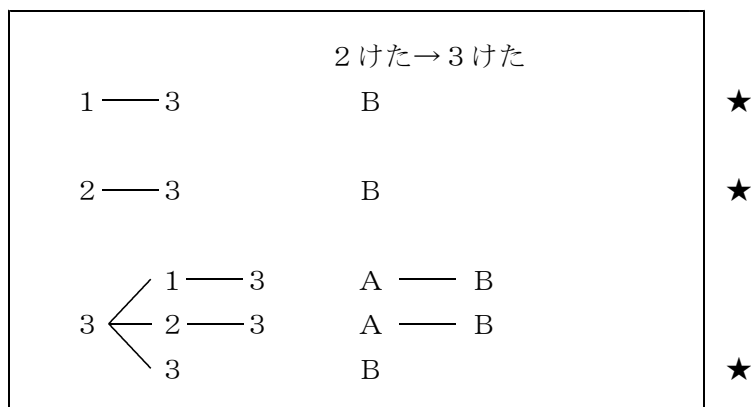 ２けた→３けた
１ ３ Ｂ ★
２ ３ Ｂ ★
１ ３ Ａ Ｂ
３ ２ ３ Ａ Ｂ
３ Ｂ ★